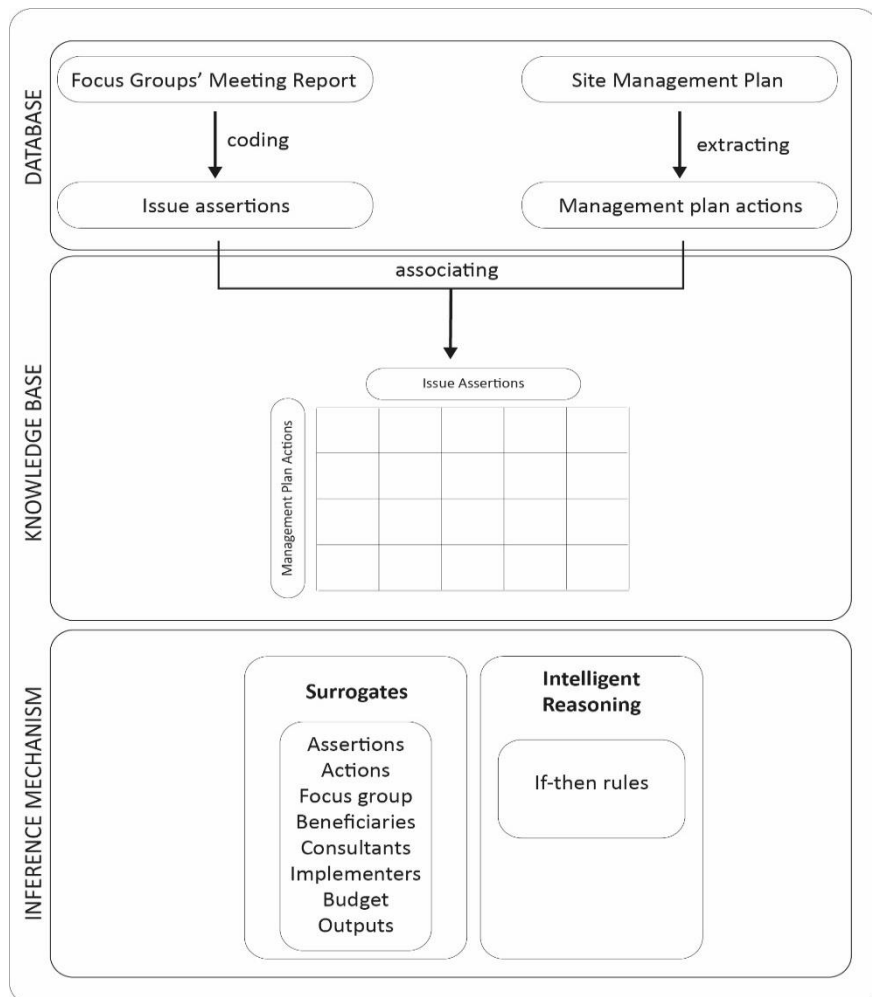 DATABASE
Focus Groups' Meeting Report
Site Management Plan
coding
extracting
Issue assertions
Management plan actions
associating
KNOWLEDGE BASE
Issue Assertions
Management Plan Actions
INFERENCE MECHANISM
Surrogates
Assertions
Actions
Focus group
Beneficiaries
Consultants
Implementers
Budget
Outputs
Intelligent
Reasoning
If-then rules